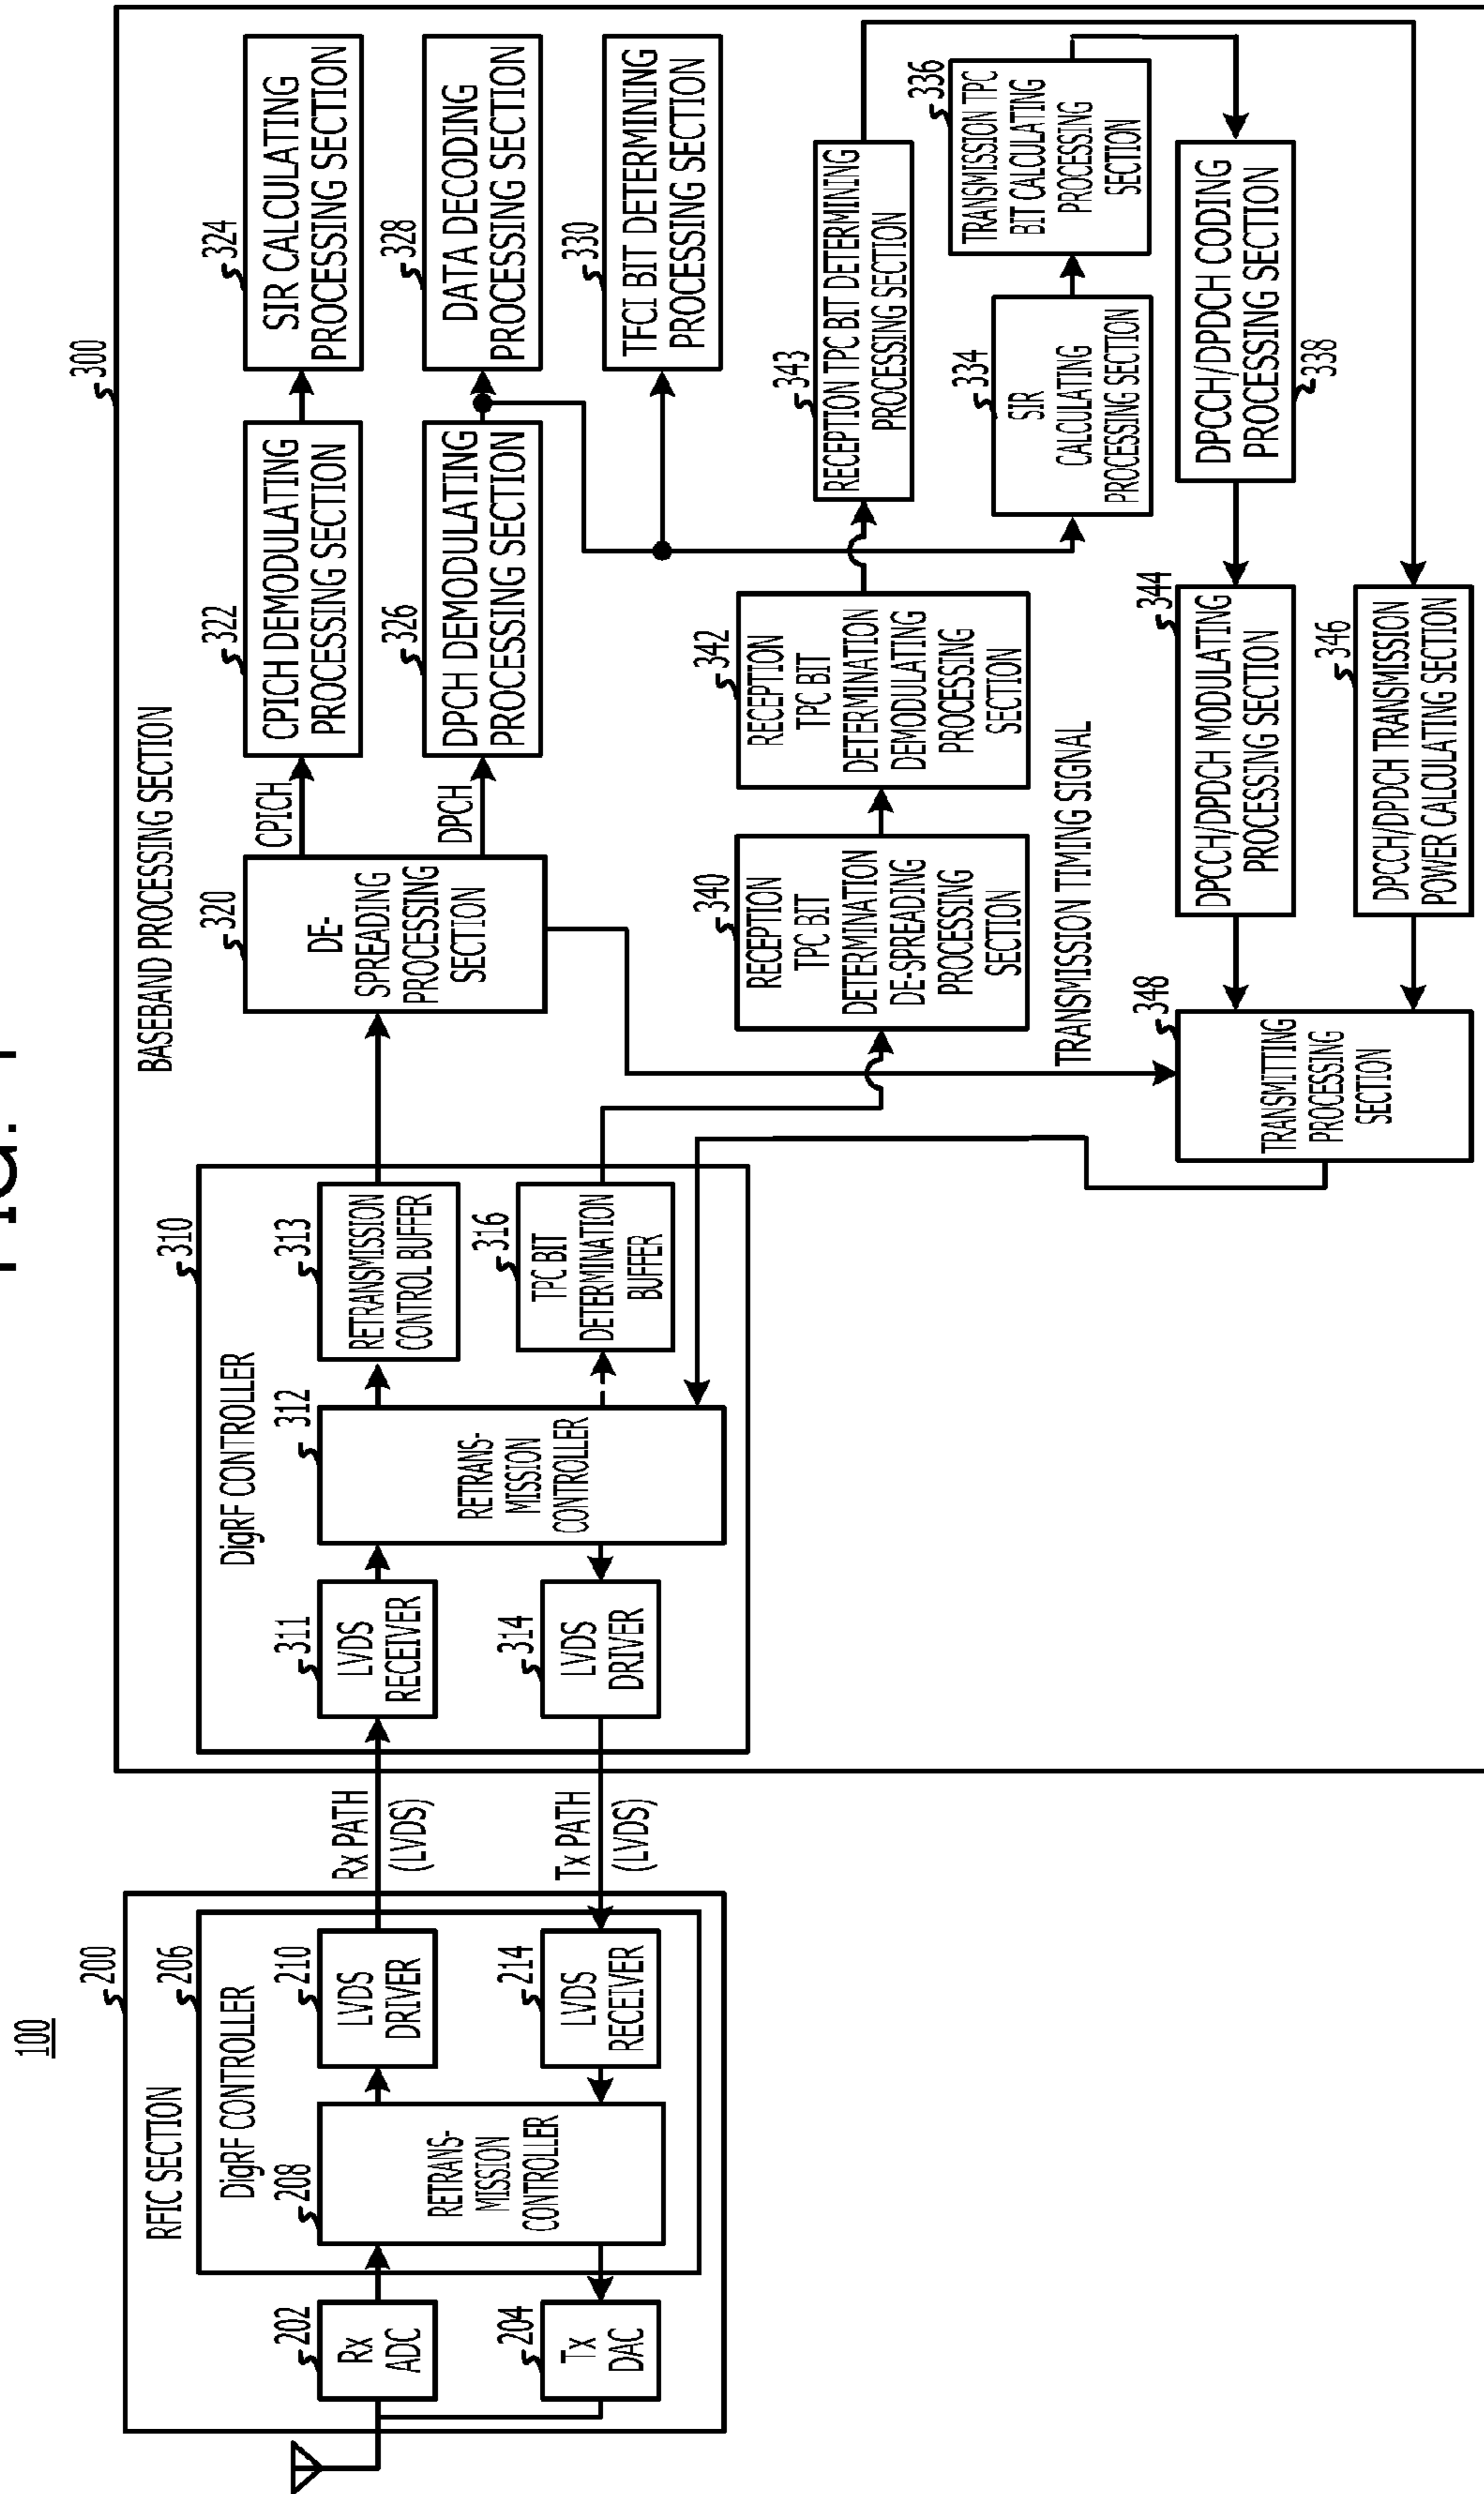 FIG. 1
100
200
RFIC SECTION
206
DigRF CONTROLLER
202
Rx
ADC
204
Tx
DAC
208
RETRANS-
MISSION
CONTROLLER
210
LVDS
DRIVER
214
LVDS
RECEIVER
Rx PATH
(LVDS)
Tx PATH
(LVDS)
300
BASEBAND PROCESSING SECTION
310
DigRF CONTROLLER
311
LVDS
RECEIVER
314
LVDS
DRIVER
312
RETRANS-
MISSION
CONTROLLER
313
RETRANSMISSION
CONTROL BUFFER
316
TPC BIT
DETERMINATION
BUFFER
320
DE-
SPREADING
PROCESSING
SECTION
CPICH
DPCH
322
CPICH DEMODULATING
PROCESSING SECTION
324
SIR CALCULATING
PROCESSING SECTION
326
DPCH DEMODULATING
PROCESSING SECTION
328
DATA DECODING
PROCESSING SECTION
330
TFCI BIT DETERMINING
PROCESSING SECTION
340
RECEPTION
TPC BIT
DETERMINATION
DE-SPREADING
PROCESSING
SECTION
342
RECEPTION
TPC BIT
DETERMINATION
DEMODULATING
PROCESSING
SECTION
343
RECEPTION TPC BIT DETERMINING
PROCESSING SECTION
334
SIR
CALCULATING
PROCESSING SECTION
336
TRANSMISSION TPC
BIT CALCULATING
PROCESSING
SECTION
TRANSMISSION TIMING SIGNAL
348
TRANSMITTING
PROCESSING
SECTION
344
DPCCH/DPDCH MODULATING
PROCESSING SECTION
DPCCH/DPDCH CODING
PROCESSING SECTION
338
346
DPCCH/DPDCH TRANSMISSION
POWER CALCULATING SECTION